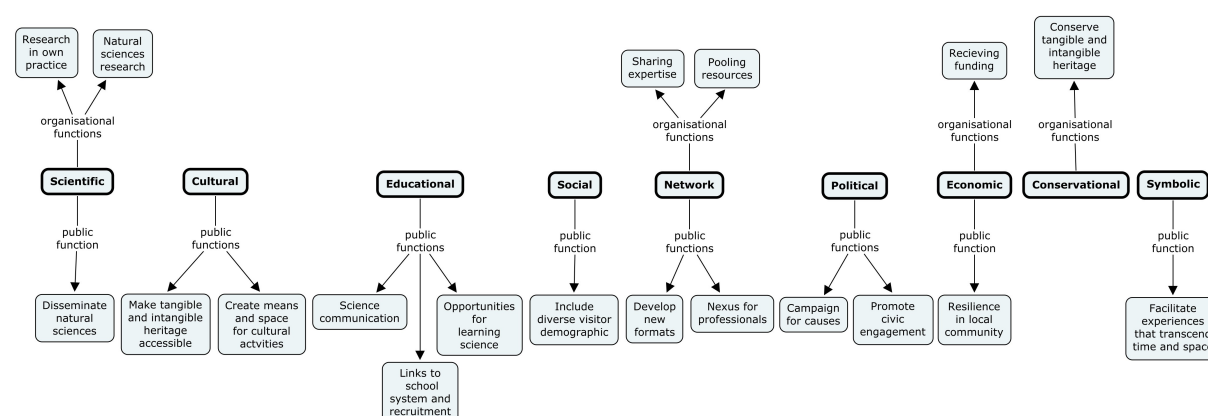 Research
in own
practice
Natural
sciences
research
organisational
functions
Scientific
public
function
Disseminate
natural
sciences
Cultural
public
functions
Make tangible
and intangible
heritage
accessible
Create means
and space
for cultural
actvities
Educational
public
functions
Science
communication
Links to
school
system and
recruitment
Opportunities
for
learning
science
Social
public
function
Include
diverse visitor
demographic
Sharing
expertise
Pooling
resources
organisational
functions
Network
public
functions
Develop
new
formats
Nexus for
professionals
Political
public
functions
Campaign
for causes
Promote
civic
engagement
Recieving
funding
organisational
functions
Economic
public
function
Resilience
in local
community
Conserve
tangible and
intangible
heritage
organisational
functions
Conservational
Symbolic
public
function
Facilitate
experiences
that transcend
time and space